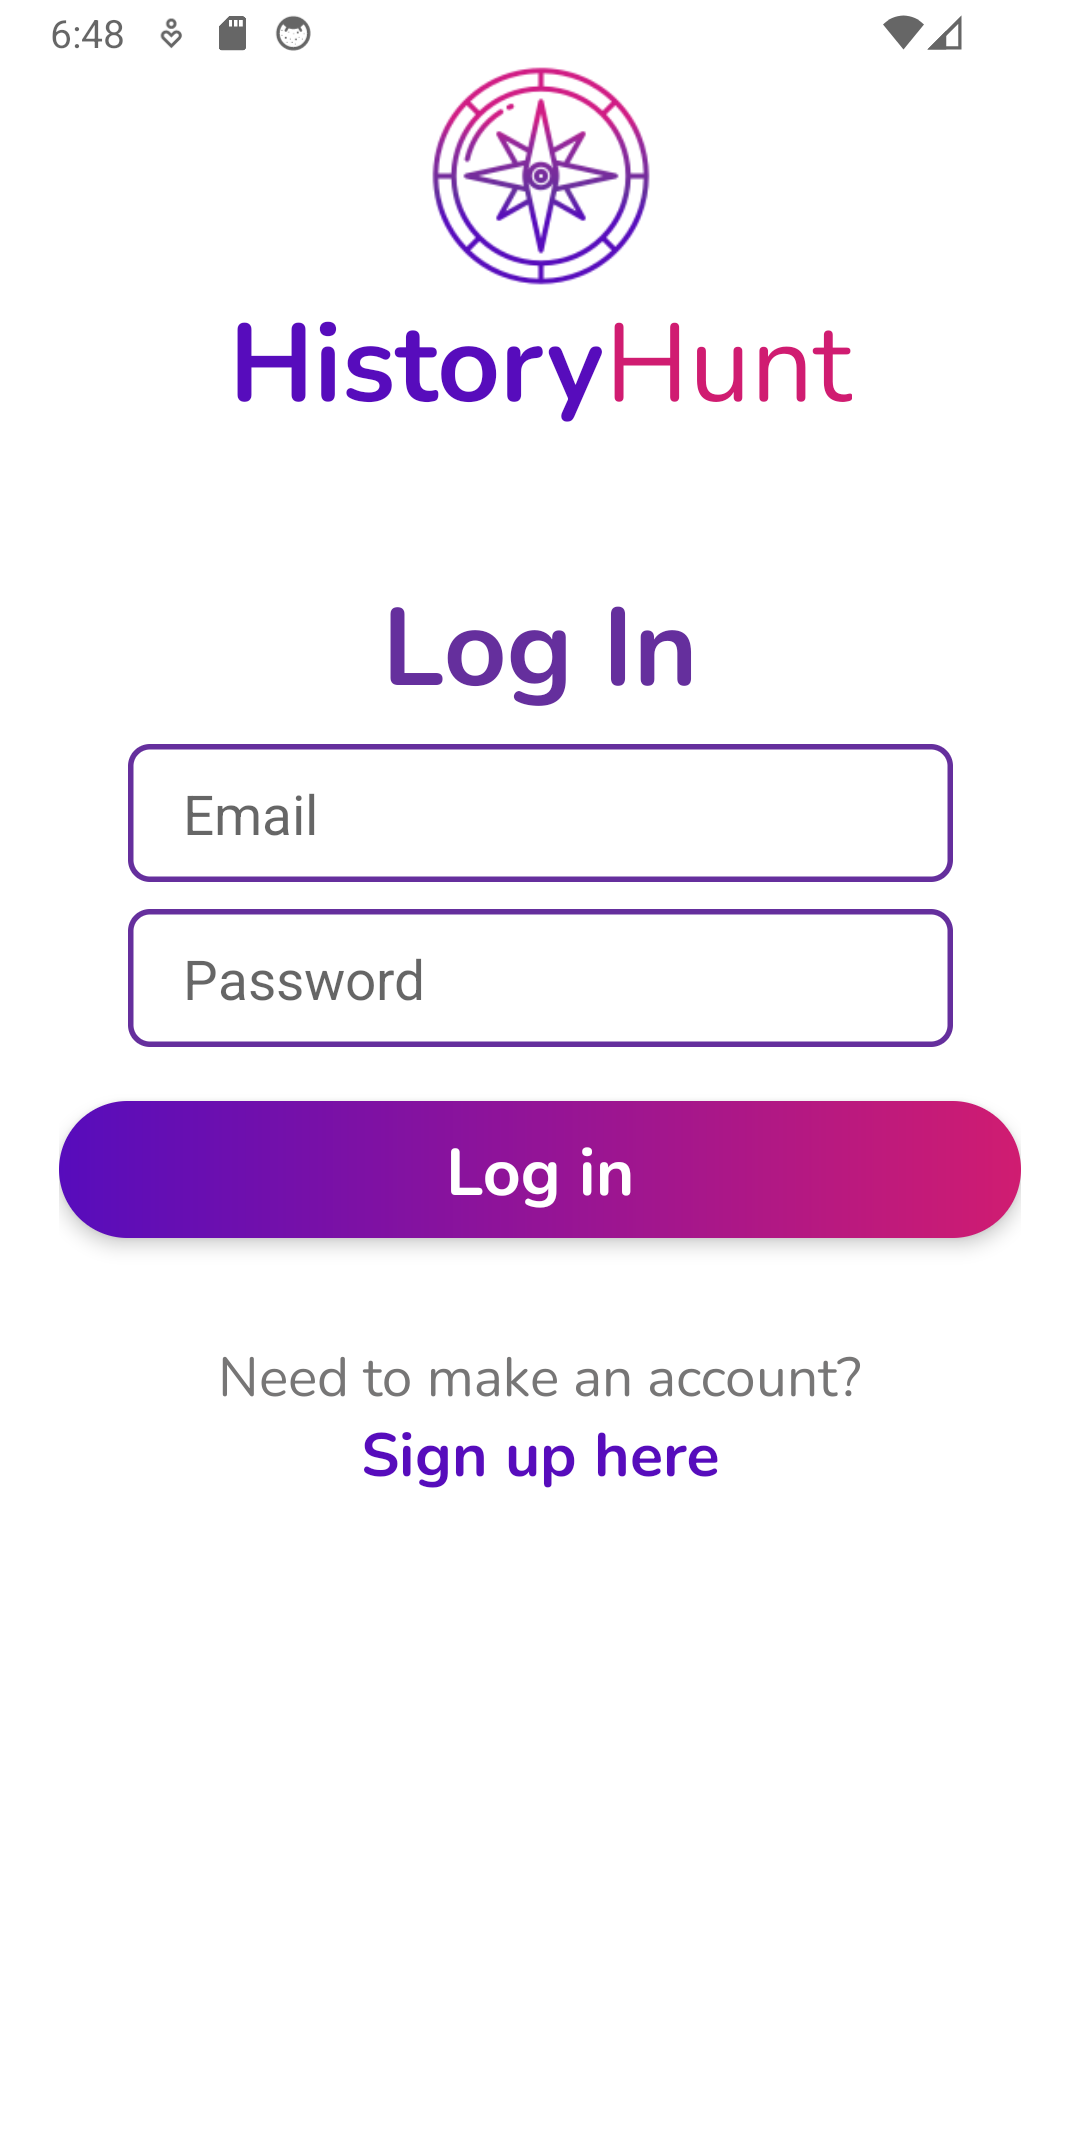 6:48
HistoryHunt
Log In
Email
Password
Log in
Need to make an account?
Sign up here